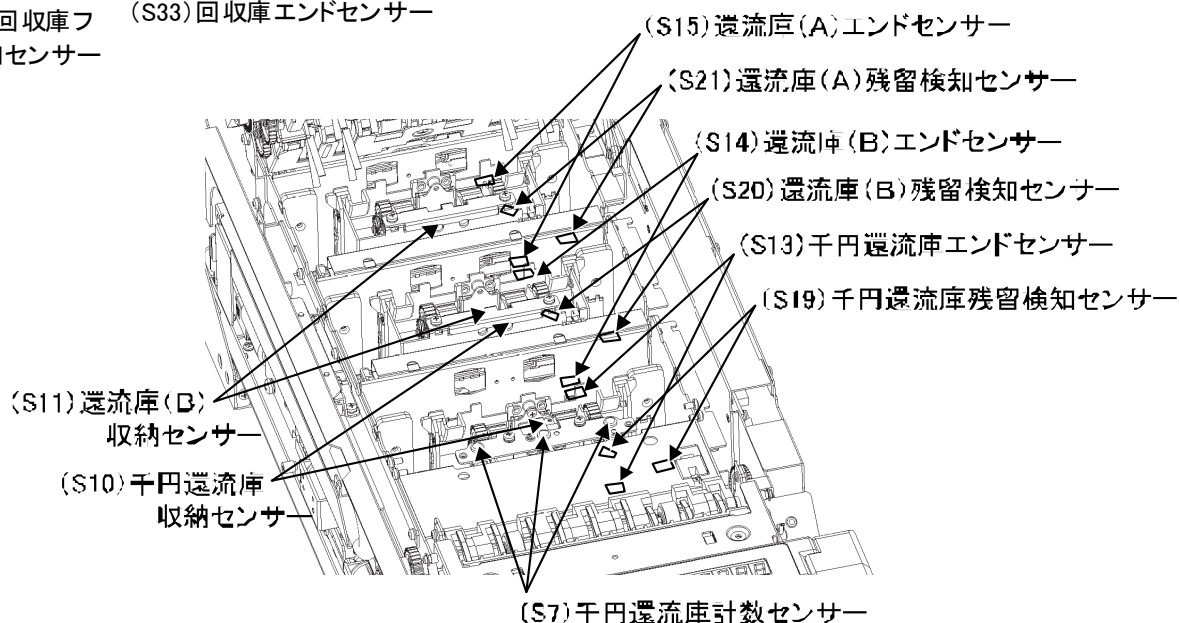 回収庫フ
センサー
(S33)回収庫エンドセンサー
(S15)還流庫(A)エンドセンサー
(S21)還流庫(A)残留検知センサー
(S14)還流庫(B)エンドセンサー
(S20)還流庫(B)残留検知センサー
(S13)千円還流庫エンドセンサー
(S19)千円還流庫残留検知センサー
(S11)還流庫(B)
収納センサー
(S10)千円還流庫
収納センサー
(S7)千円還流庫計数センサー